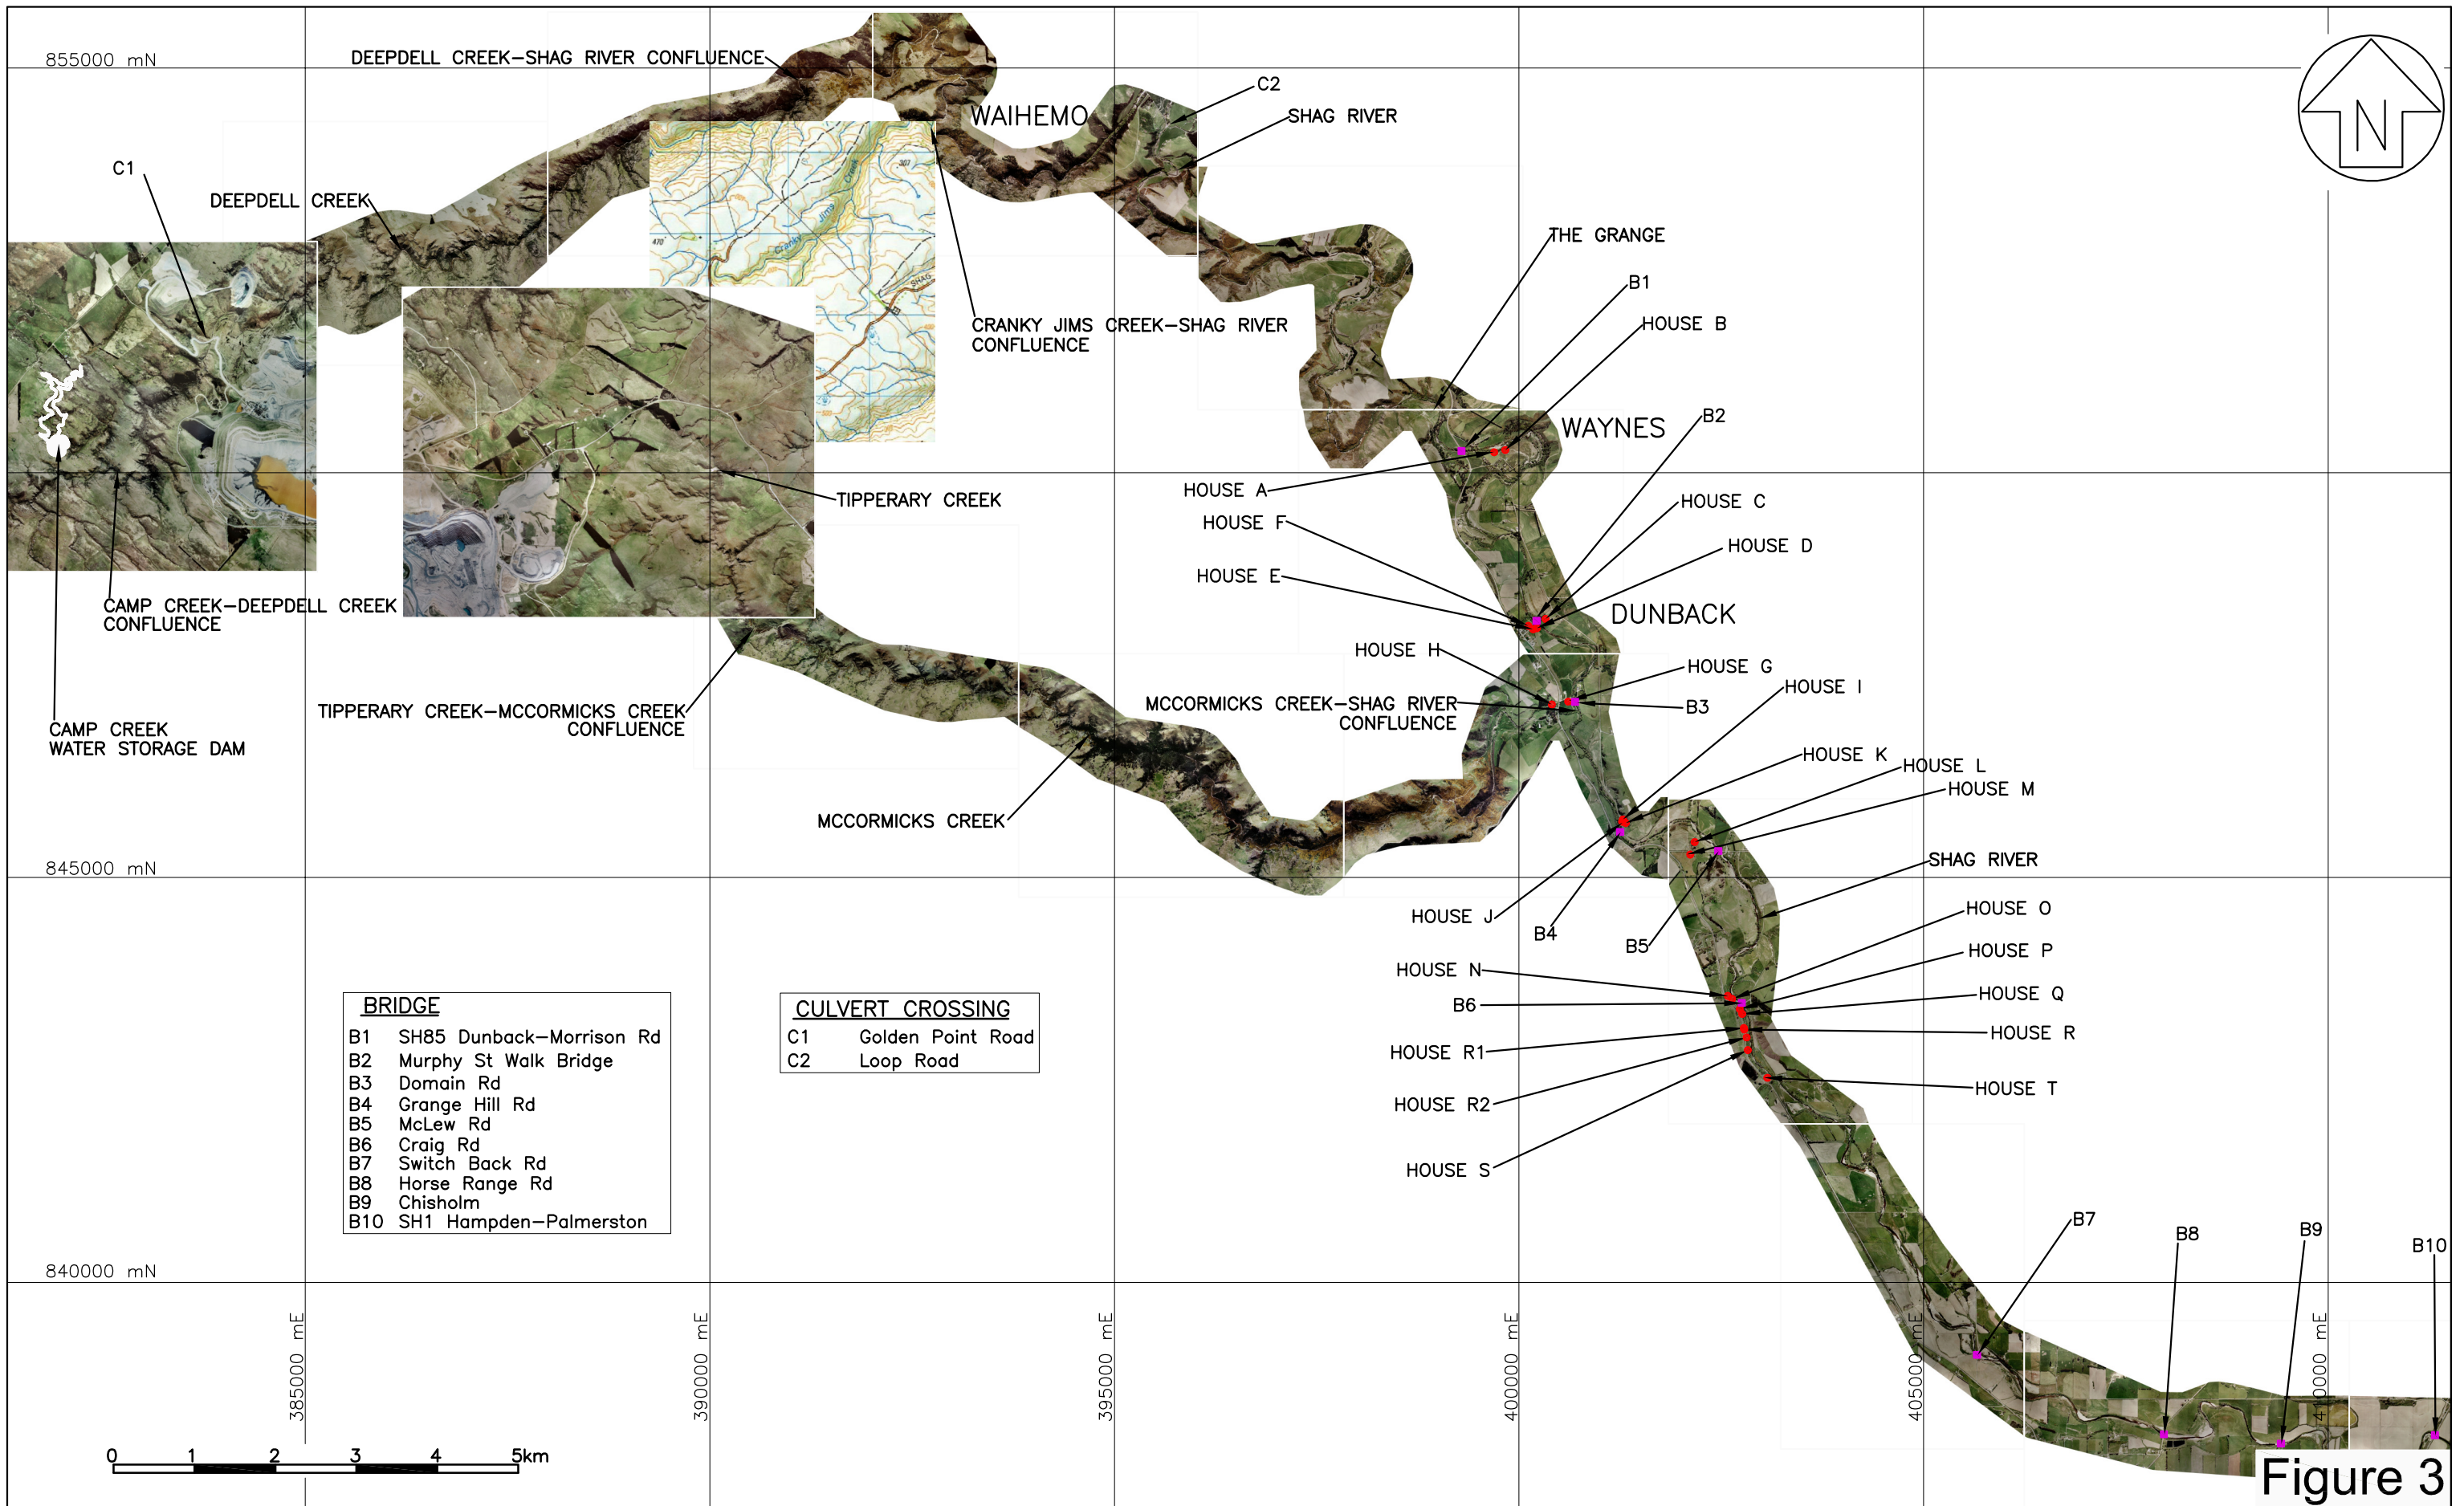 855000 mN
DEEPDELL CREEK-SHAG RIVER CONFLUENCE
C2
WAIHEMO
SHAG RIVER
N
C1
DEEPDELL CREEK
307
Cranky Jims Creek
470
SHAG
THE GRANGE
B1
HOUSE B
CRANKY JIMS CREEK-SHAG RIVER
CONFLUENCE
B2
WAYNES
HOUSE A
TIPPERARY CREEK
HOUSE C
HOUSE F
HOUSE D
HOUSE E
CAMP CREEK-DEEPDELL CREEK
CONFLUENCE
DUNBACK
HOUSE H
HOUSE G
HOUSE I
MCCORMICKS CREEK-SHAG RIVER
CONFLUENCE
B3
TIPPERARY CREEK-MCCORMICKS CREEK
CONFLUENCE
CAMP CREEK
WATER STORAGE DAM
HOUSE K
HOUSE L
HOUSE M
MCCORMICKS CREEK
845000 mN
SHAG RIVER
HOUSE J
HOUSE O
B4
B5
HOUSE P
HOUSE N
HOUSE Q
B6
HOUSE R
HOUSE R1
HOUSE T
HOUSE R2
HOUSE S
BRIDGE
B1 SH85 Dunback-Morrison Rd
B2 Murphy St Walk Bridge
B3 Domain Rd
B4 Grange Hill Rd
B5 McLew Rd
B6 Craig Rd
B7 Switch Back Rd
B8 Horse Range Rd
B9 Chisholm
B10 SH1 Hampden-Palmerston
CULVERT CROSSING
C1 Golden Point Road
C2 Loop Road
B7
B8
B9
B10
840000 mN
385000 mE
390000 mE
395000 mE
400000 mE
405000 mE
410000 mE
0 1 2 3 4 5km
Figure 3